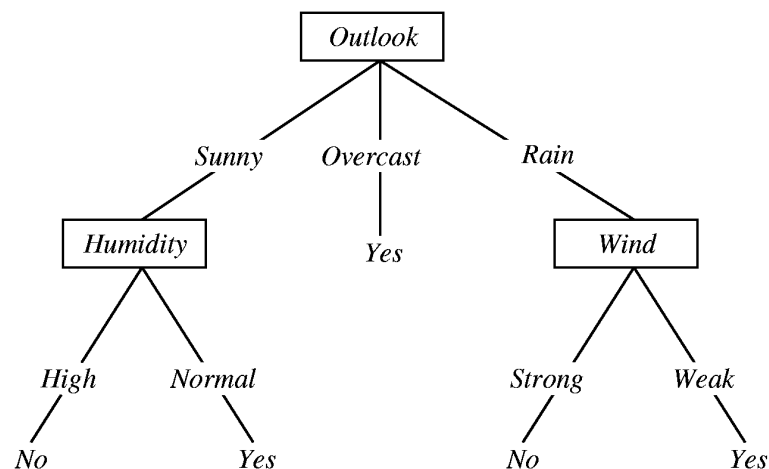 Outlook
Sunny Overcast Rain
Humidity Yes Wind
High Normal Strong Weak
No Yes No Yes